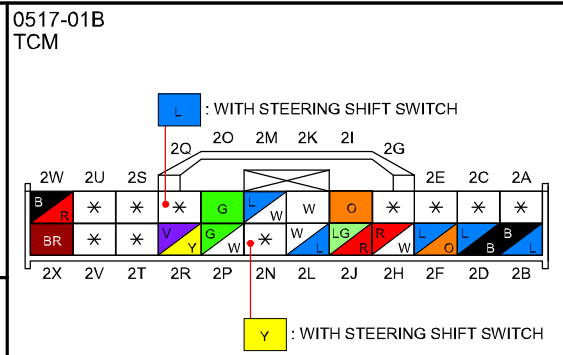 0517-01B
TCM
L : WITH STEERING SHIFT SWITCH
2Q 2O 2M 2K 2I 2G
2W 2U 2S 2E 2C 2A
B R * * * G L W W O * * * *
BR * * V Y G W * W L LG R R W L O L B B L
2X 2V 2T 2R 2P 2N 2L 2J 2H 2F 2D 2B
Y : WITH STEERING SHIFT SWITCH